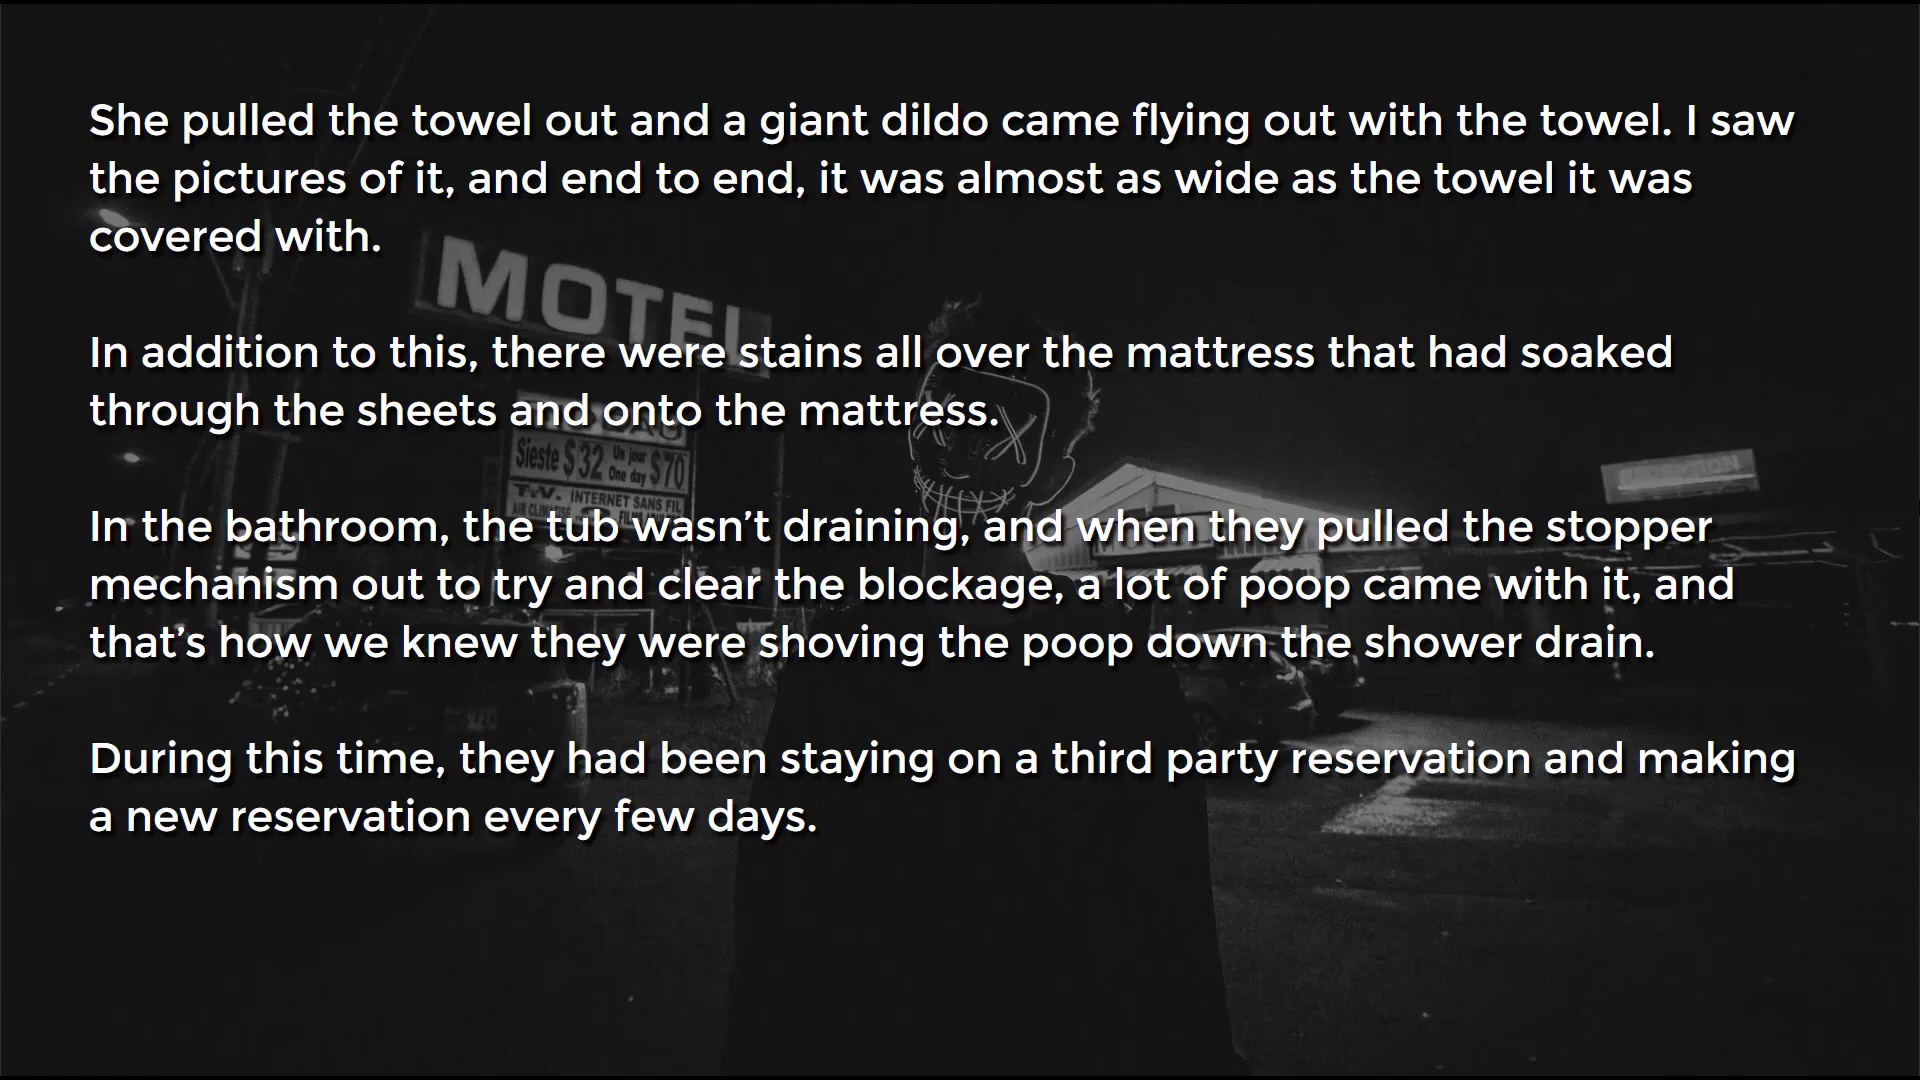 She pulled the towel out and a giant dildo came flying out with the towel. I saw
the pictures of it, and end to end, it was almost as wide as the towel it was
covered with.
MOTEL
In addition to this, there were stains all over the mattress that had soaked
through the sheets and onto the mattress.
Sieste $32 Un jour One day $70
T.V. INTERNET SANS FIL
In the bathroom, the tub wasn’t draining, and when they pulled the stopper
mechanism out to try and clear the blockage, a lot of poop came with it, and
that’s how we knew they were shoving the poop down the shower drain.
During this time, they had been staying on a third party reservation and making
a new reservation every few days.